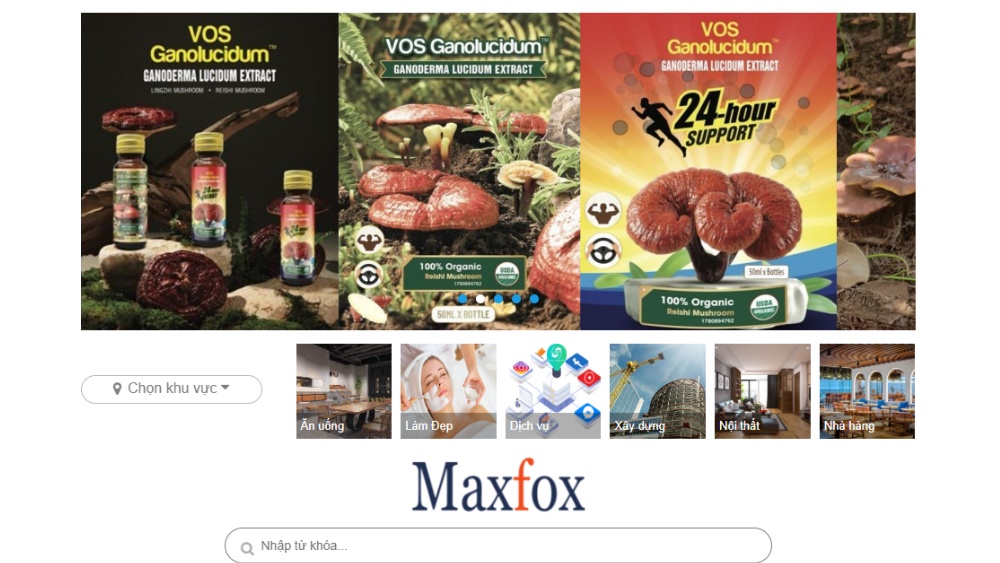 VOS
Ganolucidum™
GANODERMA LUCIDUM EXTRACT
LINGZHI MUSHROOM • REISHI MUSHROOM
VOS Ganolucidum™
GANODERMA LUCIDUM EXTRACT
100% Organic
Reishi Mushroom
1780894762
USDA
ORGANIC
50ML X BOTTLE
VOS
Ganolucidum™
GANODERMA LUCIDUM EXTRACT
24-hour
SUPPORT
50ml x Bottles
100% Organic
Reishi Mushroom
1780894762
USDA
ORGANIC
Chọn khu vực
Ăn uống
Làm Đẹp
Dịch vụ
Xây dựng
Nội thất
Nhà hàng
Maxfox
Nhập từ khóa...